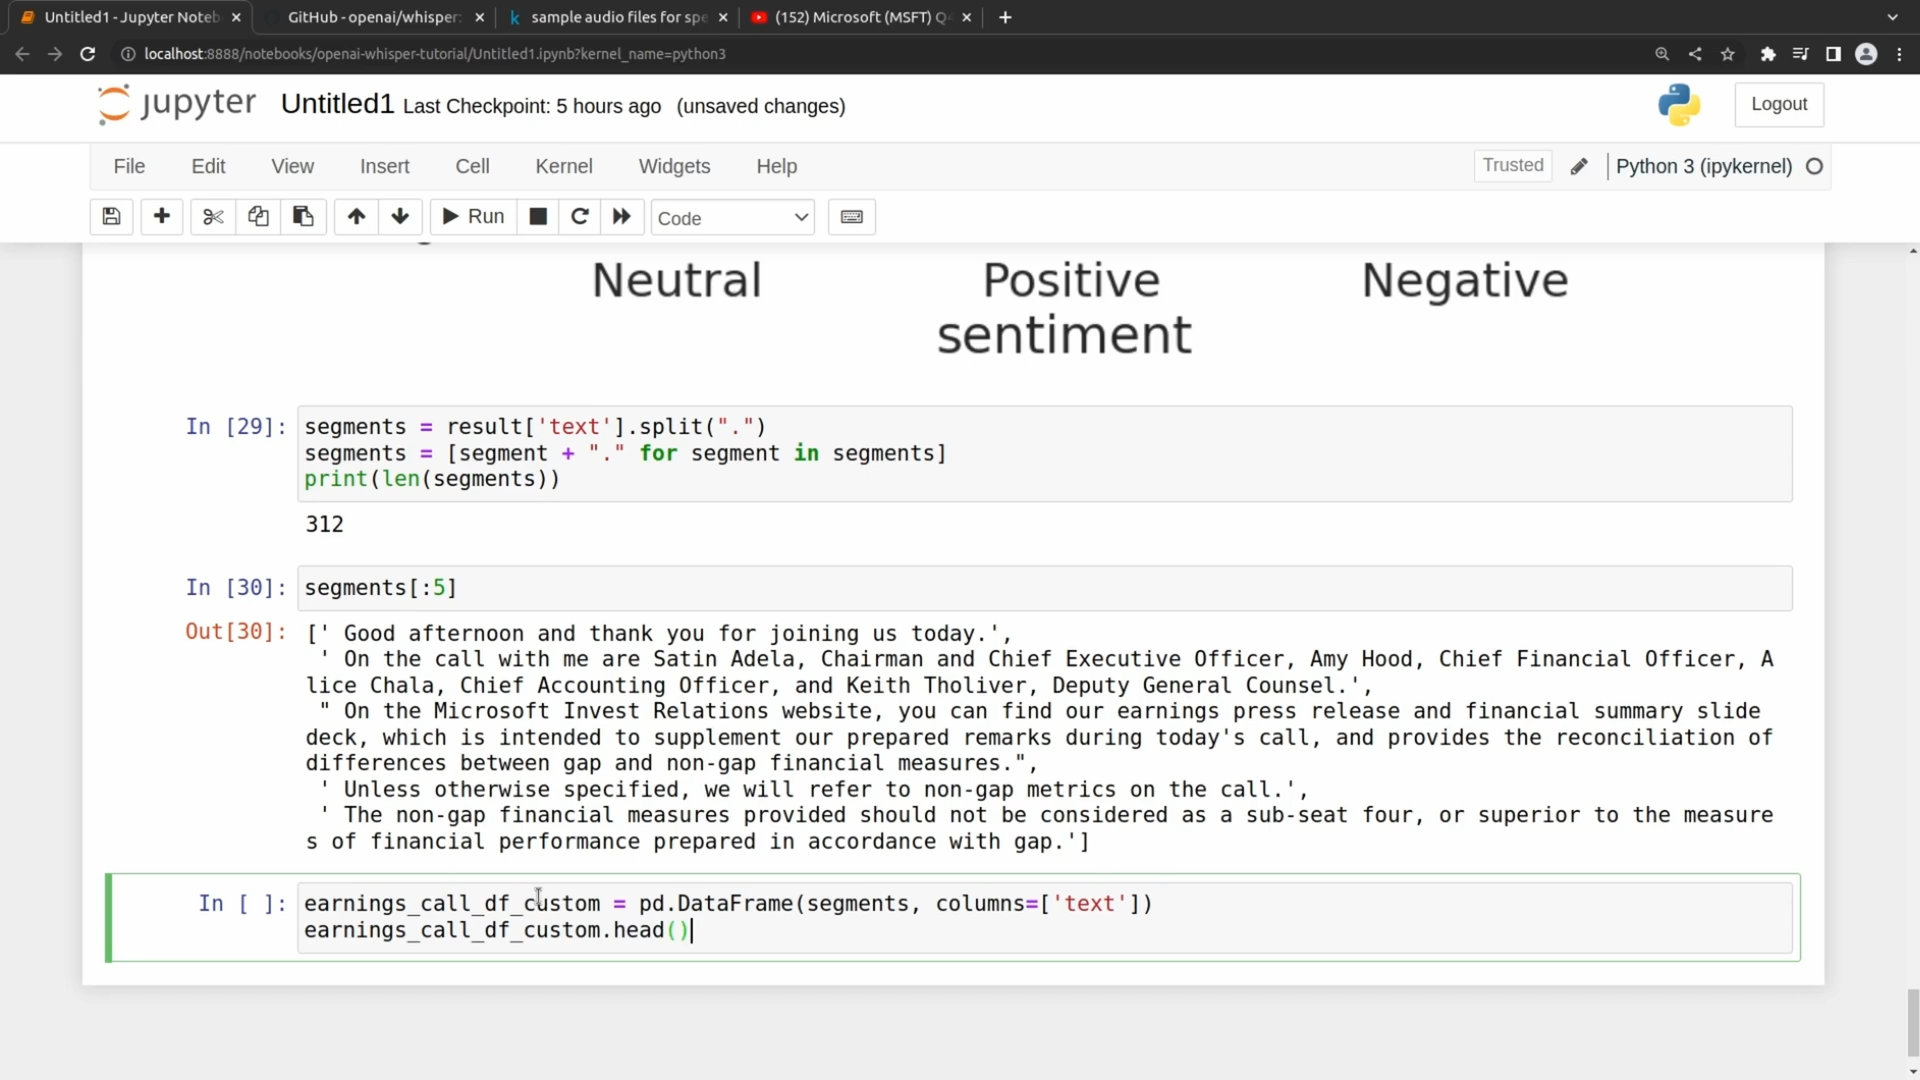 Untitled1 - Jupyter Noteb
GitHub - openai/whisper:
sample audio files for spe
(152) Microsoft (MSFT) Q
localhost:8888/notebooks/openai-whisper-tutorial/Untitled1.ipynb?kernel_name=python3
jupyter Untitled1 Last Checkpoint: 5 hours ago (unsaved changes)
Logout
File Edit View Insert Cell Kernel Widgets Help
Trusted
Python 3 (ipykernel)
Run
Code
Neutral Positive Negative
sentiment
In [29]: segments = result['text'].split(".")
segments = [segment + "." for segment in segments]
print(len(segments))
312
In [30]: segments[:5]
Out[30]: [' Good afternoon and thank you for joining us today.',
' On the call with me are Satin Adela, Chairman and Chief Executive Officer, Amy Hood, Chief Financial Officer, A
lice Chala, Chief Accounting Officer, and Keith Tholiver, Deputy General Counsel.',
" On the Microsoft Invest Relations website, you can find our earnings press release and financial summary slide
deck, which is intended to supplement our prepared remarks during today's call, and provides the reconciliation of
differences between gap and non-gap financial measures.",
' Unless otherwise specified, we will refer to non-gap metrics on the call.',
' The non-gap financial measures provided should not be considered as a sub-seat four, or superior to the measure
s of financial performance prepared in accordance with gap.']
In [ ]: earnings_call_df_custom = pd.DataFrame(segments, columns=['text'])
earnings_call_df_custom.head()